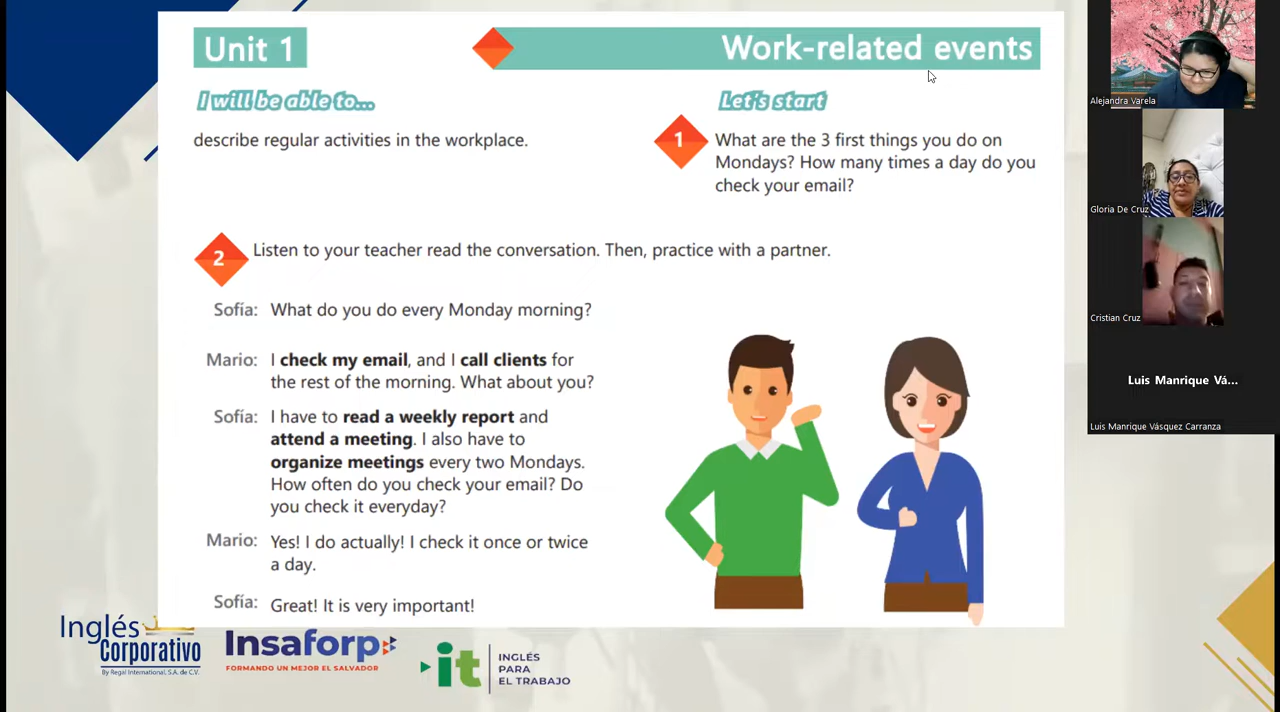 Unit 1
Work-related events
I will be able to...
describe regular activities in the workplace.
Let's start
1
What are the 3 first things you do on
Mondays? How many times a day do you
check your email?
2
Listen to your teacher read the conversation. Then, practice with a partner.
Sofía: What do you do every Monday morning?
Mario: I check my email, and I call clients for
the rest of the morning. What about you?
Sofía: I have to read a weekly report and
attend a meeting. I also have to
organize meetings every two Mondays.
How often do you check your email? Do
you check it everyday?
Mario: Yes! I do actually! I check it once or twice
a day.
Sofía: Great! It is very important!
Inglés
Corporativo
By Regal International, S.A. de C.V.
Insaforp
FORMANDO UN MEJOR EL SALVADOR
it
INGLÉS
PARA
EL TRABAJO
Alejandra Varela
Gloria De Cruz
Cristian Cruz
Luis Manrique Vá...
Luis Manrique Vásquez Carranza